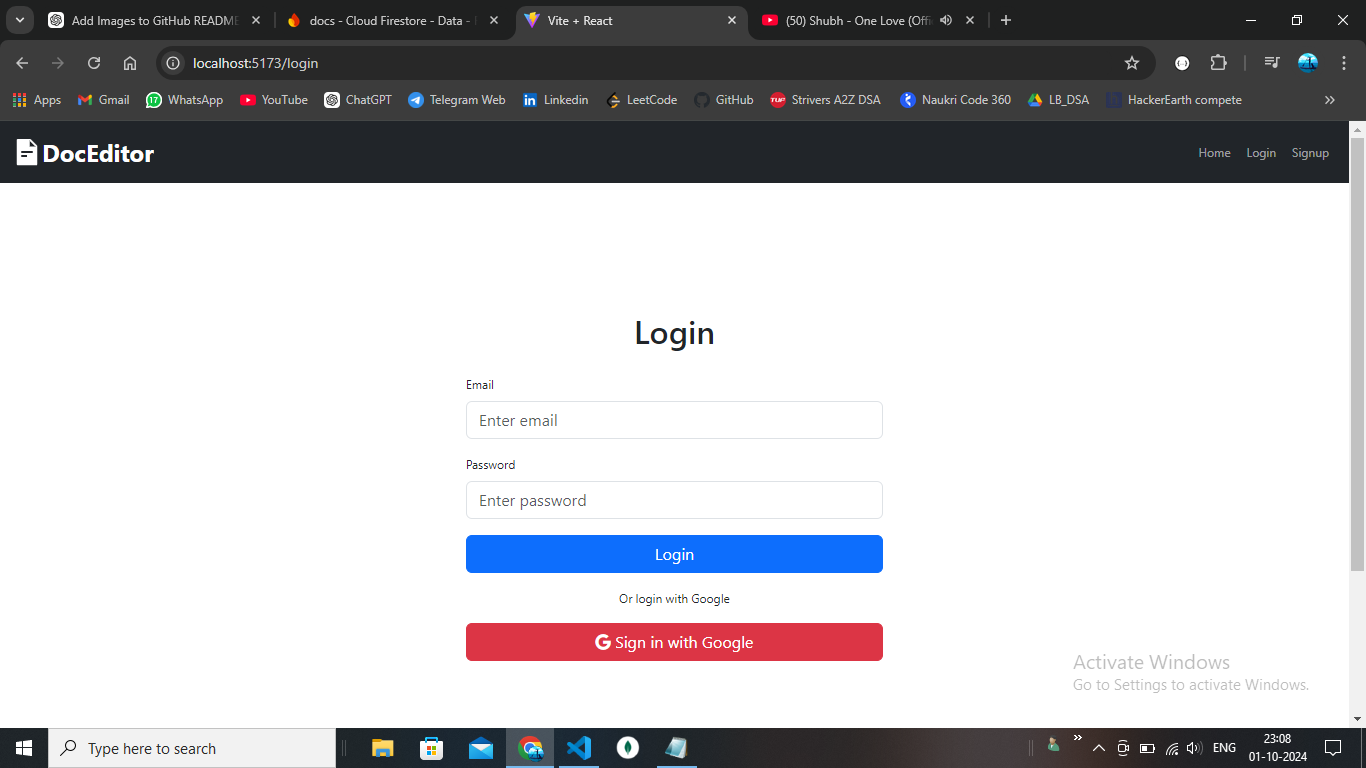 Add Images to GitHub README
docs - Cloud Firestore - Data -
Vite + React
(50) Shubh - One Love (Offi
localhost:5173/login
Apps
Gmail
17
WhatsApp
YouTube
ChatGPT
Telegram Web
Linkedin
LeetCode
GitHub
TUF
Strivers A2Z DSA
Naukri Code 360
LB_DSA
HackerEarth compete
DocEditor
Home
Login
Signup
Login
Email
Enter email
Password
Enter password
Login
Or login with Google
G Sign in with Google
Activate Windows
Go to Settings to activate Windows.
Type here to search
ENG
23:08
01-10-2024